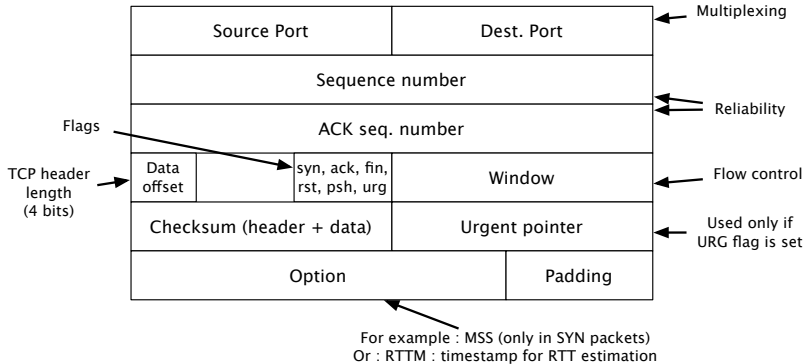 Multiplexing
Source Port
Dest. Port
Sequence number
Reliability
ACK seq. number
Flags
TCP header
length
(4 bits)
Data
offset
syn, ack, fin,
rst, psh, urg
Window
Flow control
Checksum (header + data)
Urgent pointer
Used only if
URG flag is set
Option
Padding
For example : MSS (only in SYN packets)
Or : RTTM : timestamp for RTT estimation